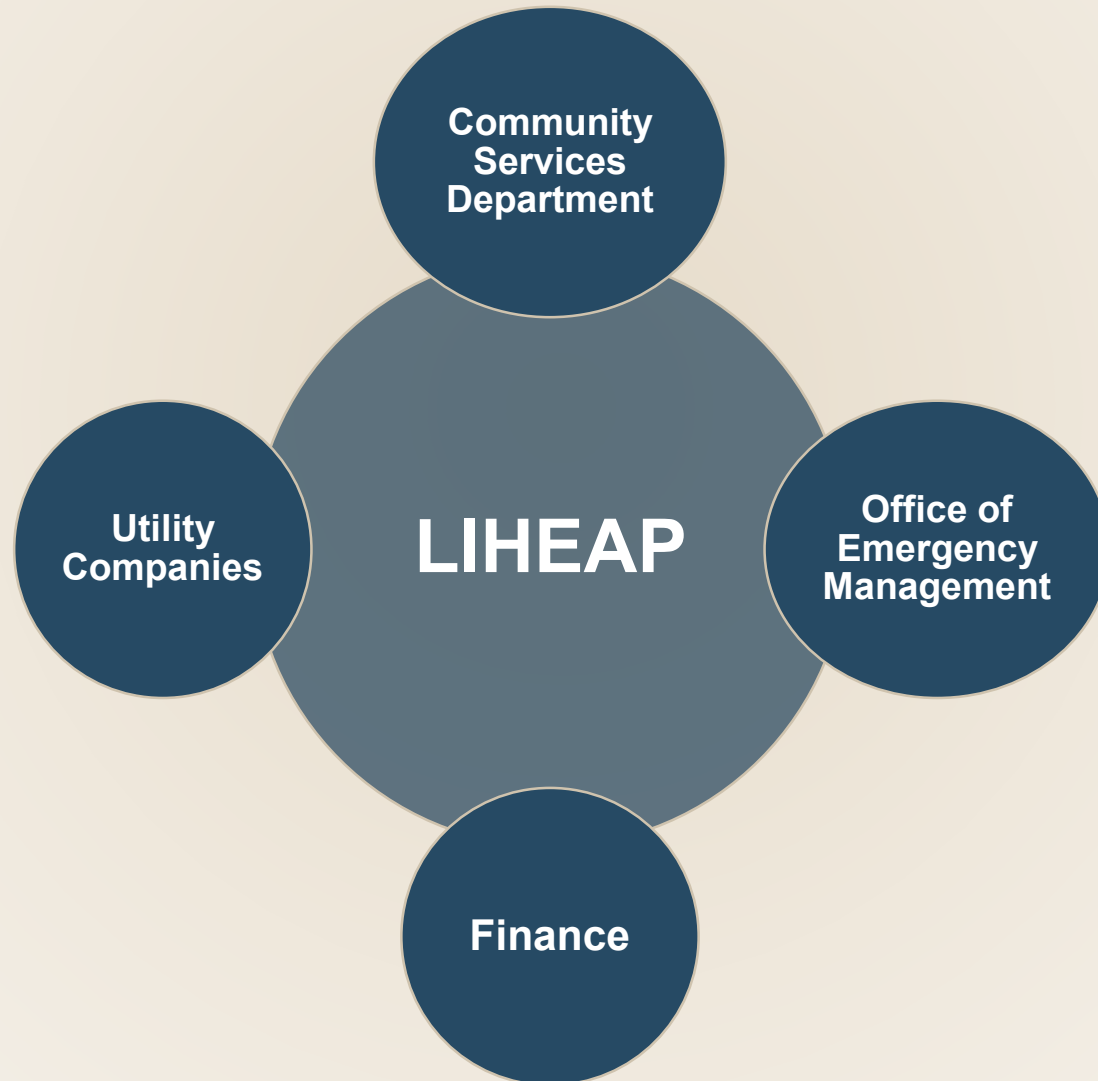 Community
Services
Department
Utility
Companies
LIHEAP
Office of
Emergency
Management
Finance